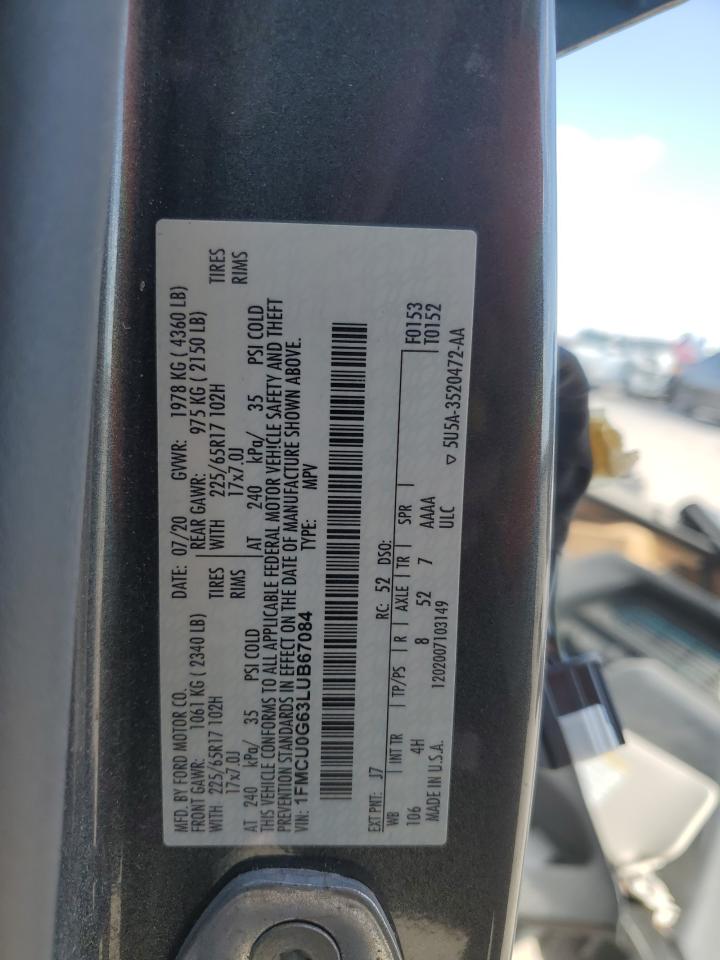 MFD. BY FORD MOTOR CO. DATE: 07/20 GVWR: 1978 KG ( 4360 LB)
FRONT GAWR: 1061 KG ( 2340 LB) REAR GAWR: 975 KG ( 2150 LB)
WITH 225/65R17 102H TIRES WITH 225/65R17 102H TIRES
17x7.0J RIMS 17x7.0J RIMS
AT 240 kPa/ 35 PSI COLD AT 240 kPa/ 35 PSI COLD
THIS VEHICLE CONFORMS TO ALL APPLICABLE FEDERAL MOTOR VEHICLE SAFETY AND THEFT
PREVENTION STANDARDS IN EFFECT ON THE DATE OF MANUFACTURE SHOWN ABOVE.
VIN: 1FMCU0G63LUB67084 TYPE: MPV
EXT PNT: J7 RC: 52 DSO: F0153
WB INT TR TP/PS R AXLE TR SPR T0152
106 4H 8 52 7 AAAA
MADE IN U.S.A. 1202007103149 ULC
▽ 5U5A-3520472-AA